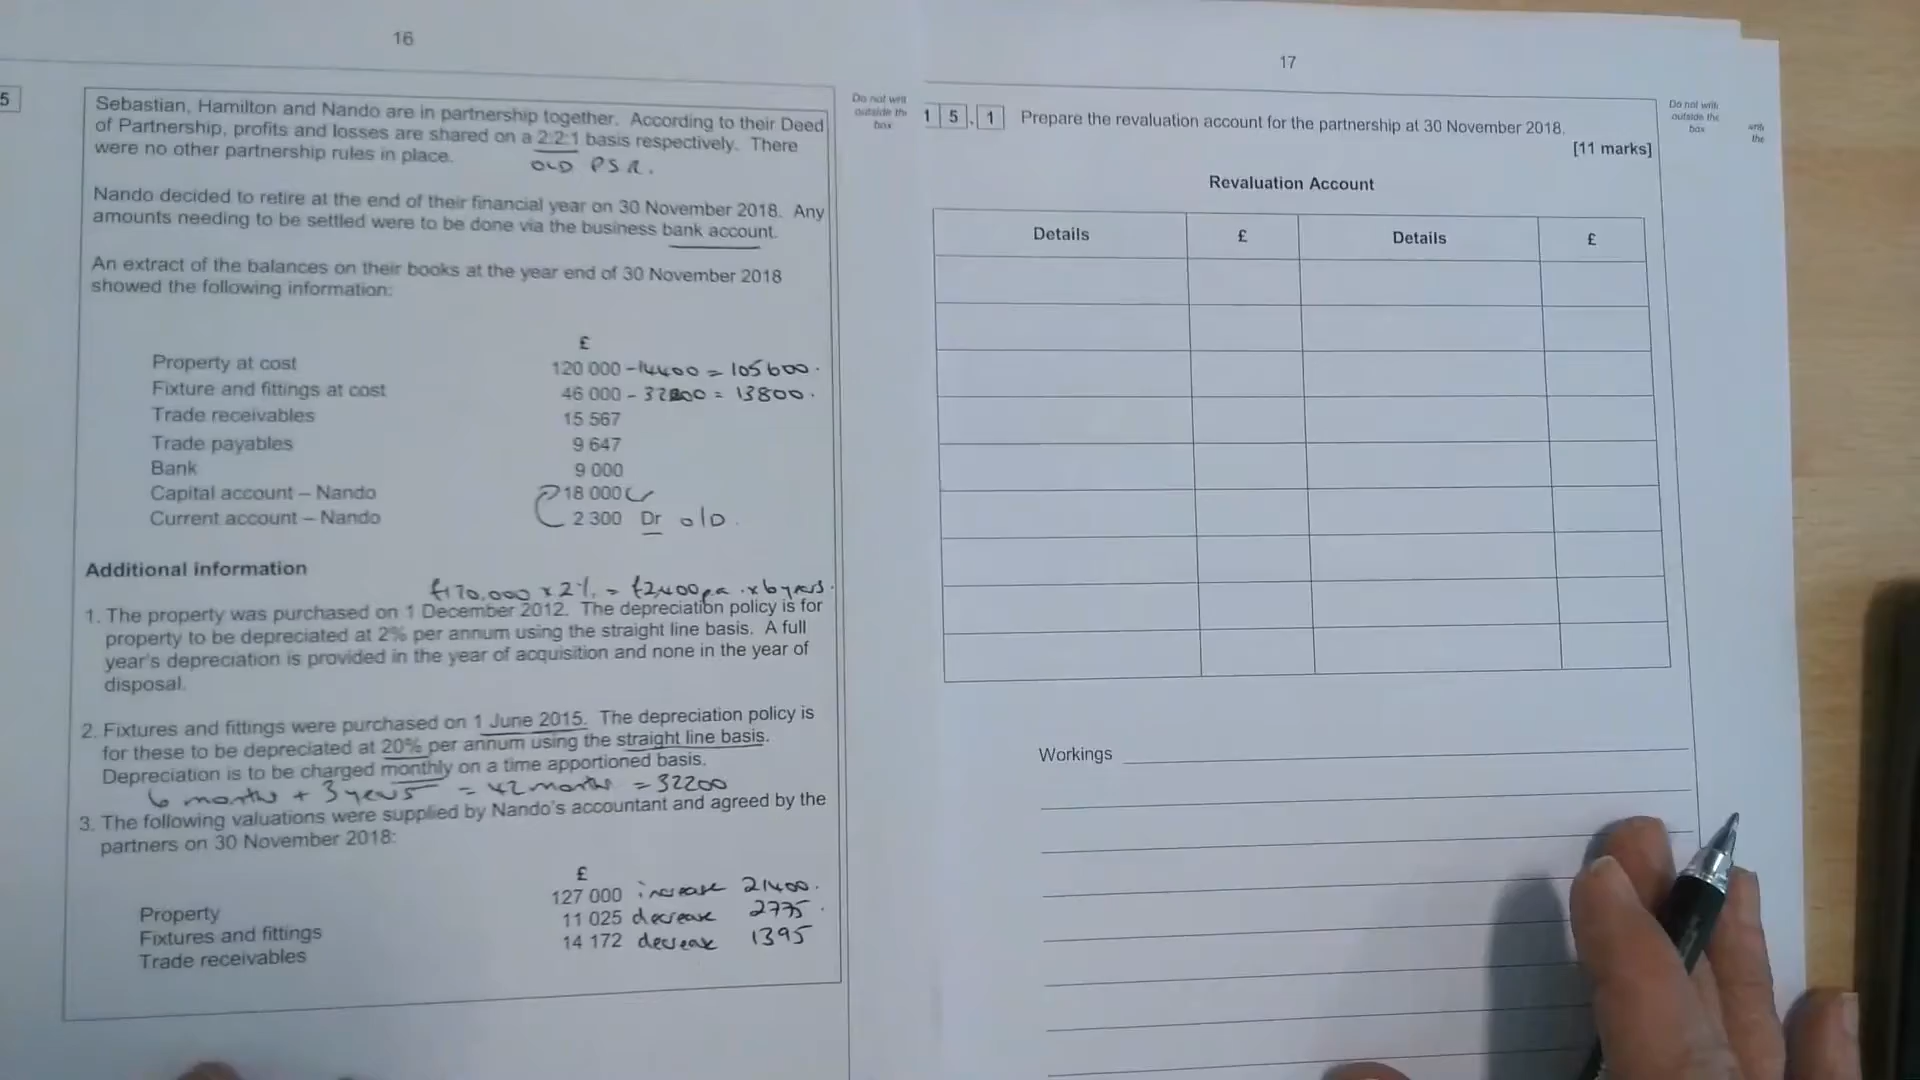 16
5
Sebastian, Hamilton and Nando are in partnership together. According to their Deed
of Partnership, profits and losses are shared on a 2:2:1 basis respectively. There
were no other partnership rules in place.
OLD PSR.
Nando decided to retire at the end of their financial year on 30 November 2018. Any
amounts needing to be settled were to be done via the business bank account.
An extract of the balances on their books at the year end of 30 November 2018
showed the following information:
£
Property at cost 120 000 -14400 = 105600.
Fixture and fittings at cost 46 000 - 32200 = 13800.
Trade receivables 15 567
Trade payables 9 647
Bank 9 000
Capital account – Nando 18 000 Cr
Current account – Nando 2 300 Dr old.
Additional information
£120,000 x 2% = £2400pa. x 6 years.
1. The property was purchased on 1 December 2012. The depreciation policy is for
property to be depreciated at 2% per annum using the straight line basis. A full
year's depreciation is provided in the year of acquisition and none in the year of
disposal.
2. Fixtures and fittings were purchased on 1 June 2015. The depreciation policy is
for these to be depreciated at 20% per annum using the straight line basis.
Depreciation is to be charged monthly on a time apportioned basis.
6 months + 3 years = 42 months = 32200
3. The following valuations were supplied by Nando's accountant and agreed by the
partners on 30 November 2018:
£
Property 127 000 increase 21400.
Fixtures and fittings 11 025 decrease 2775.
Trade receivables 14 172 decrease 1395
Do not writ
outside the
box
17
1 5 . 1 Prepare the revaluation account for the partnership at 30 November 2018.
[11 marks]
Do not write
outside the
box
Revaluation Account
Details £ Details £
Workings